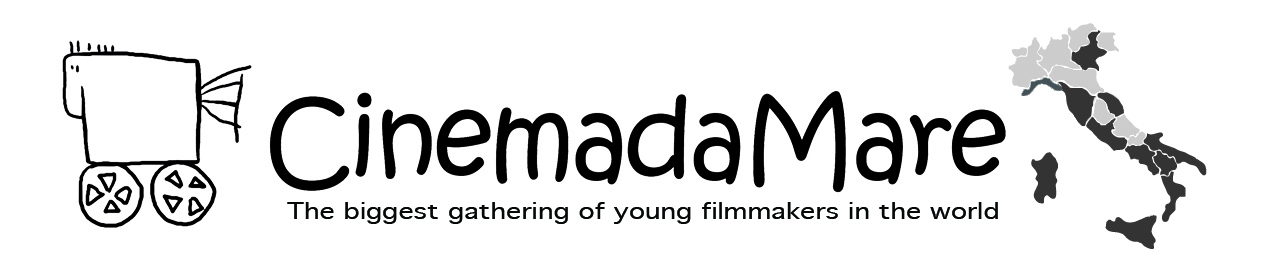 CinemadaMare
The biggest gathering of young filmmakers in the world